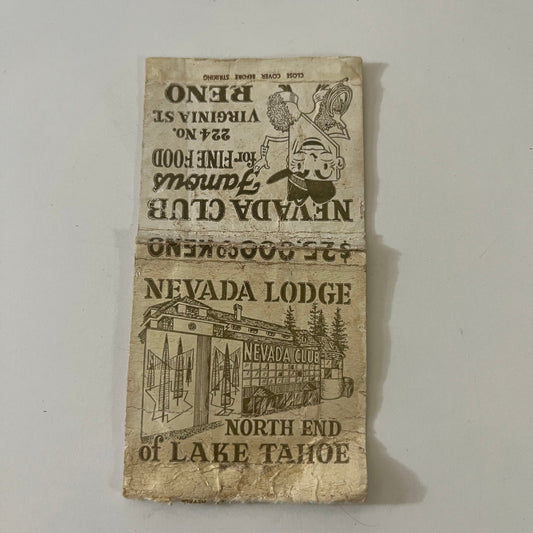 NEVADA LODGE
NEVADA CLUB
NORTH END
of LAKE TAHOE
$25,000⁰⁰ KENO
NEVADA CLUB
Famous
for FINE FOOD
224 NO.
VIRGINIA ST.
RENO
CLOSE COVER BEFORE STRIKING